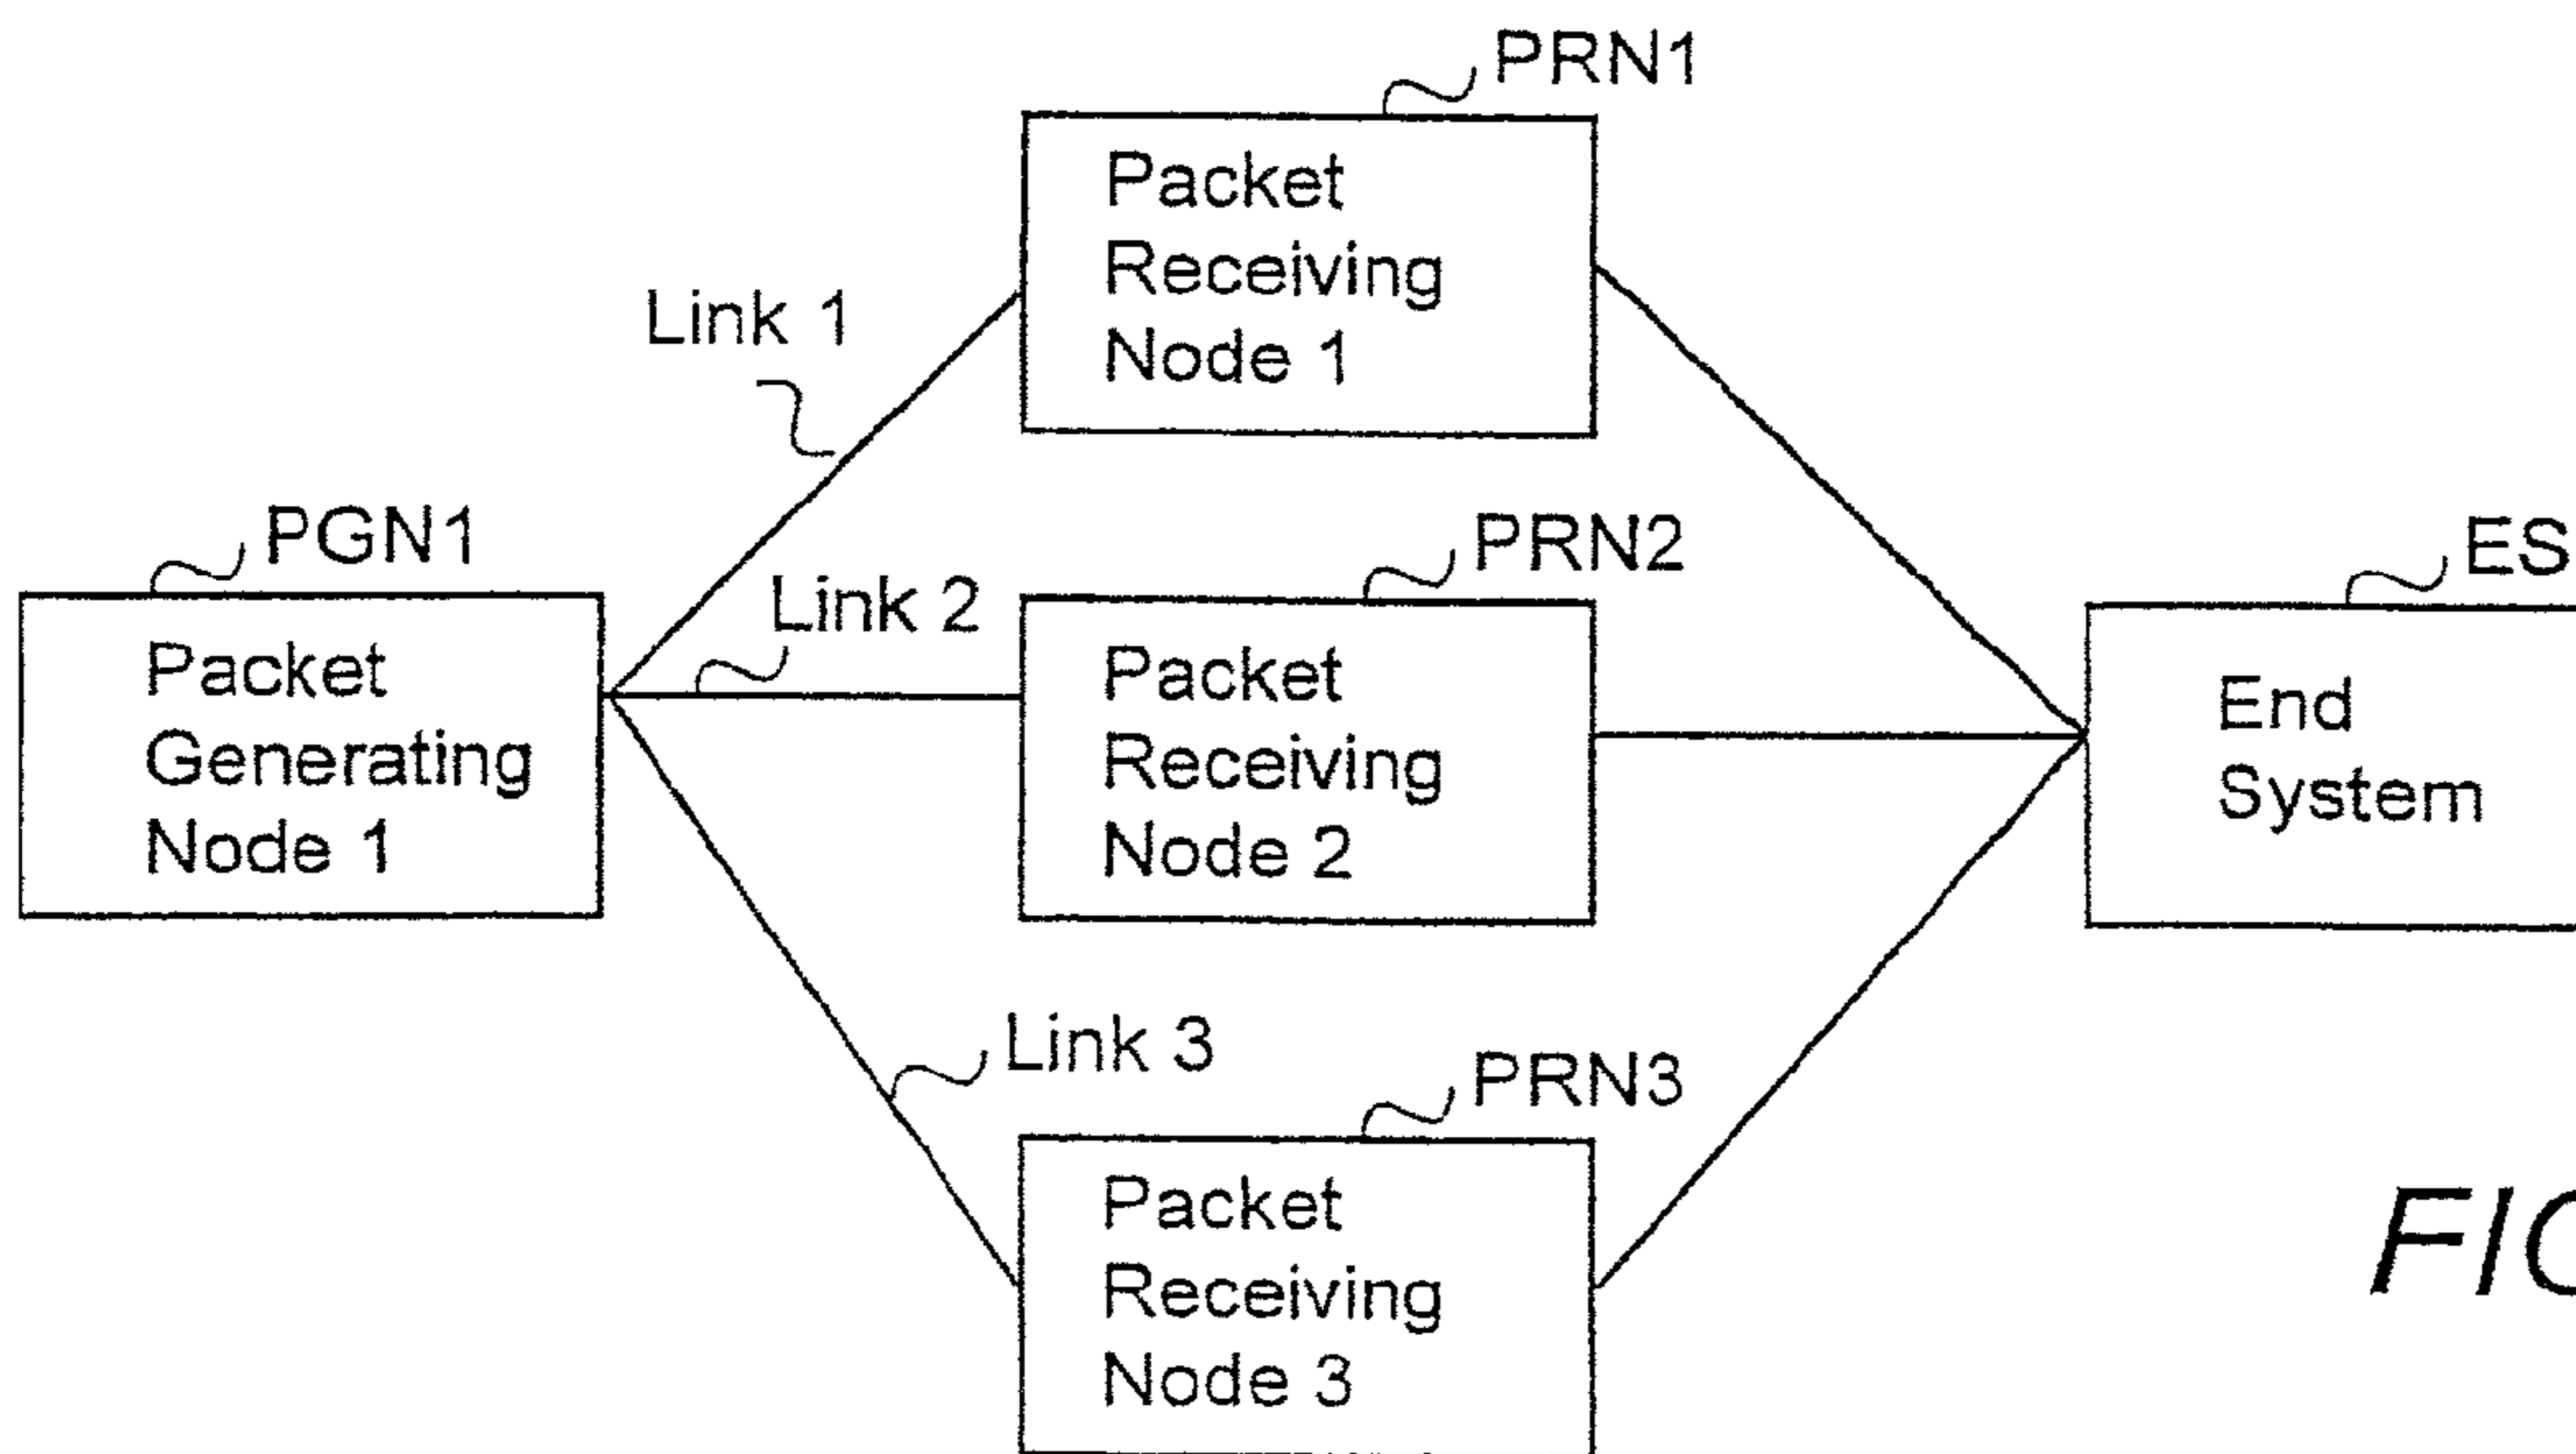 PRN1
Packet
Receiving
Node 1
Link 1
PGN1
Packet
Generating
Node 1
Link 2
PRN2
Packet
Receiving
Node 2
ES
End
System
Link 3
PRN3
Packet
Receiving
Node 3